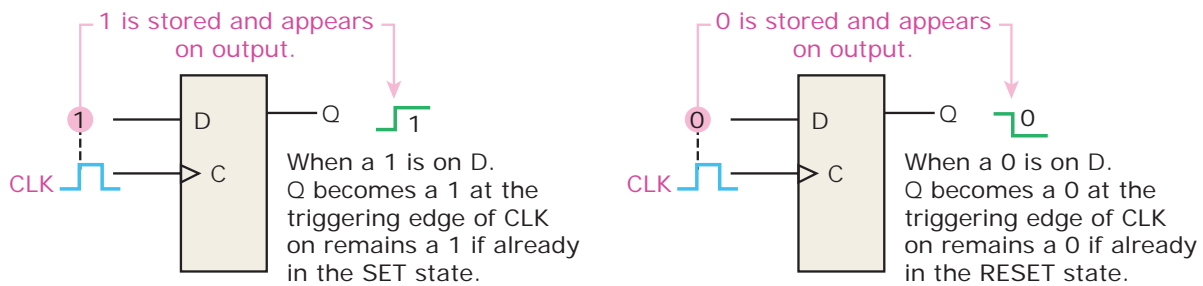 1 is stored and appears
on output.
1
D
Q
1
CLK
C
When a 1 is on D.
Q becomes a 1 at the
triggering edge of CLK
on remains a 1 if already
in the SET state.
0 is stored and appears
on output.
0
D
Q
0
CLK
C
When a 0 is on D.
Q becomes a 0 at the
triggering edge of CLK
on remains a 0 if already
in the RESET state.